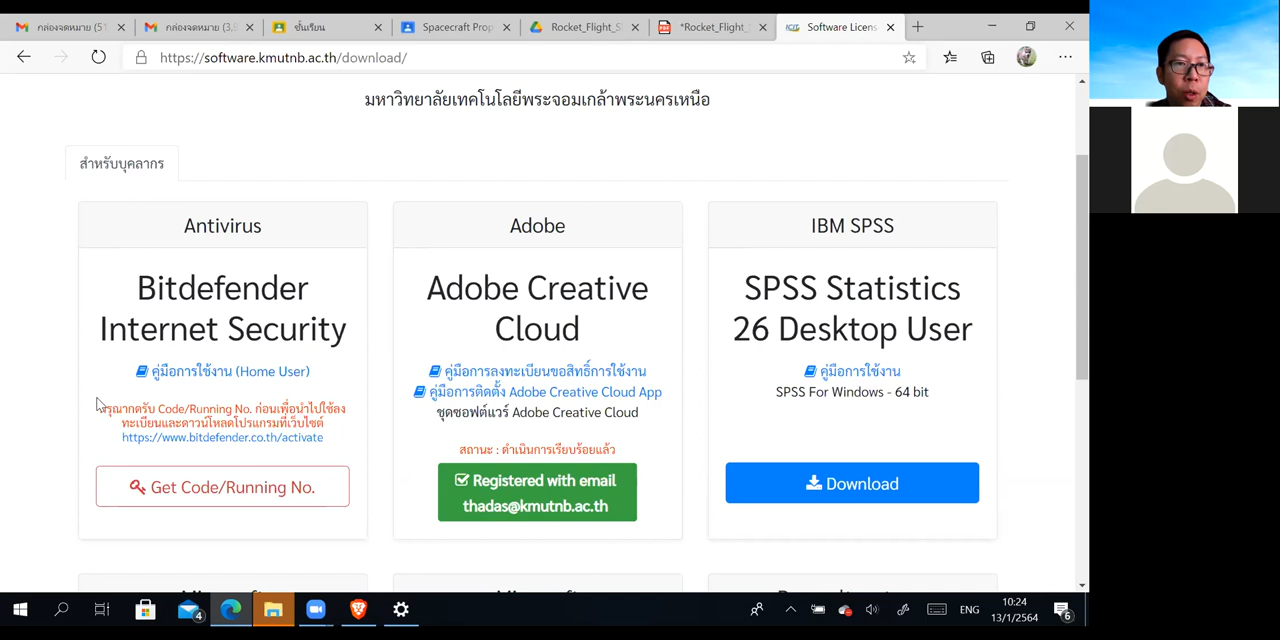 กล่องจดหมาย (51
กล่องจดหมาย (3,5
ชั้นเรียน
Spacecraft Prop
Rocket_Flight_S
*Rocket_Flight_
Software Licens
https://software.kmutnb.ac.th/download/
มหาวิทยาลัยเทคโนโลยีพระจอมเกล้าพระนครเหนือ
สำหรับบุคลากร
Antivirus
Bitdefender
Internet Security
คู่มือการใช้งาน (Home User)
กรุณากดรับ Code/Running No. ก่อนเพื่อนำไปใช้ลง
ทะเบียนและดาวน์โหลดโปรแกรมที่เว็บไซต์
https://www.bitdefender.co.th/activate
Get Code/Running No.
Adobe
Adobe Creative
Cloud
คู่มือการลงทะเบียนขอสิทธิ์การใช้งาน
คู่มือการติดตั้ง Adobe Creative Cloud App
ชุดซอฟต์แวร์ Adobe Creative Cloud
สถานะ : ดำเนินการเรียบร้อยแล้ว
Registered with email
thadas@kmutnb.ac.th
IBM SPSS
SPSS Statistics
26 Desktop User
คู่มือการใช้งาน
SPSS For Windows - 64 bit
Download
4
ENG
10:24
13/1/2564
6